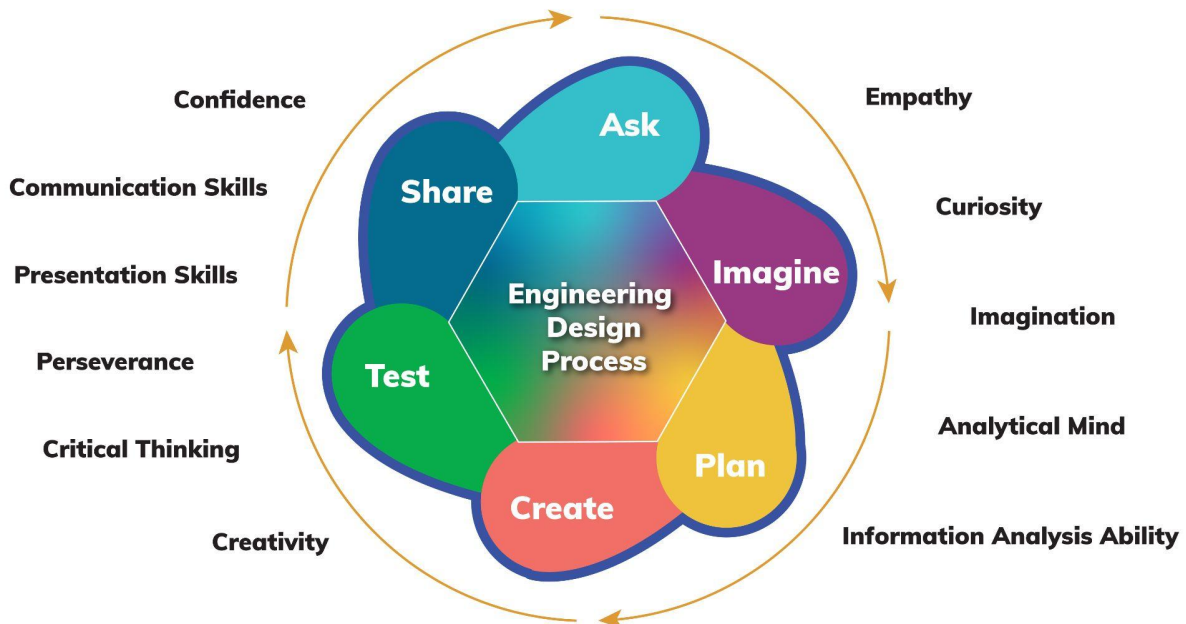 Confidence
Communication Skills
Presentation Skills
Perseverance
Critical Thinking
Creativity
Ask
Imagine
Plan
Create
Test
Share
Engineering
Design
Process
Empathy
Curiosity
Imagination
Analytical Mind
Information Analysis Ability